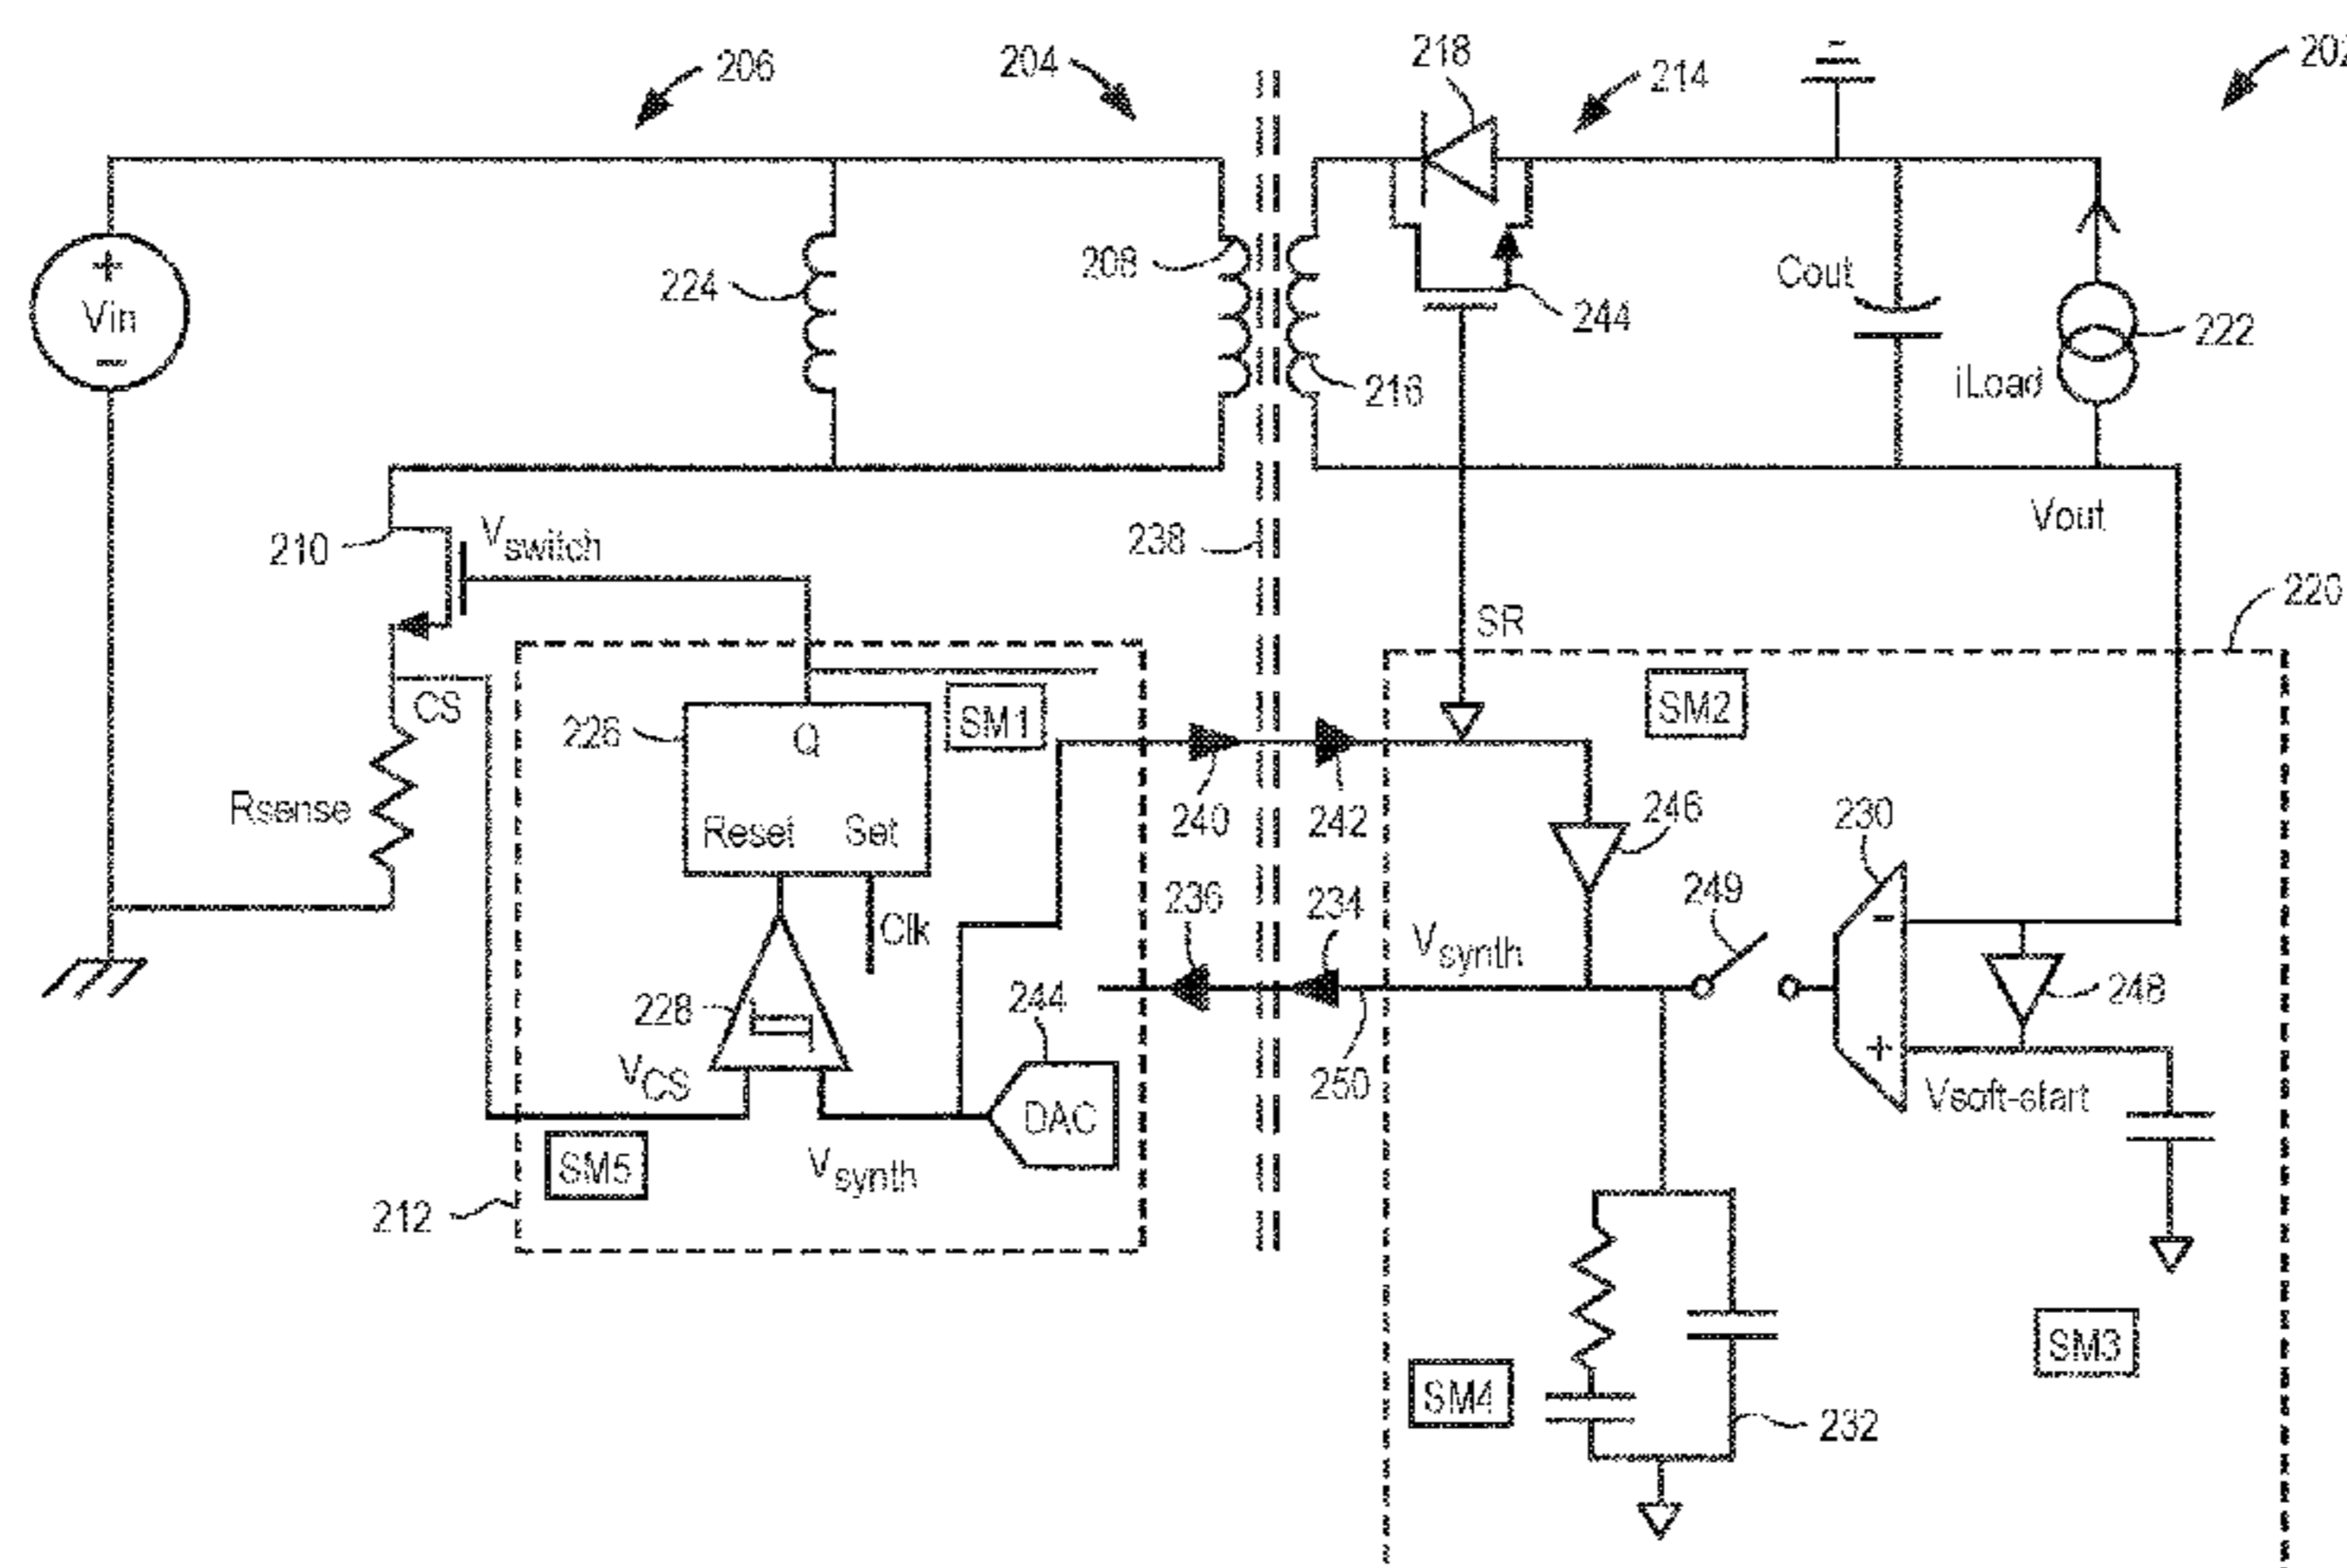 206
204
218
214
202
+
Vin
-
224
208
216
244
Cout
iLoad
222
210
Vswitch
238
Vout
220
SR
CS
226
Q
SM1
SM2
Rsense
Reset
Set
240
242
246
230
Clk
236
234
Vsynth
249
-
228
244
248
+
VCS
250
Vsoft-start
DAC
SM5
Vsynth
212
SM3
SM4
232